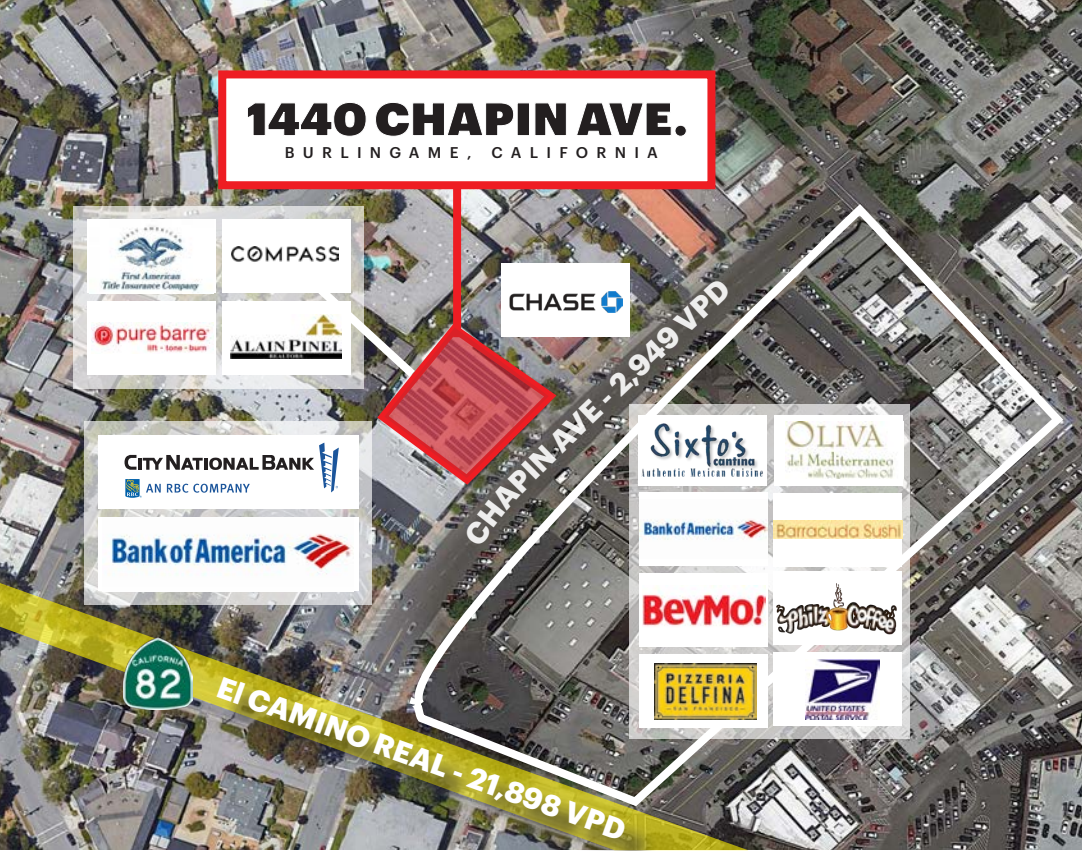 1440 CHAPIN AVE.
BURLINGAME, CALIFORNIA
FIRST AMERICAN
First American
Title Insurance Company
COMPASS
pure barre
lift - tone - burn
ALAIN PINEL
REALTORS
CHASE
CITY NATIONAL BANK
RBC
AN RBC COMPANY
Bank of America
CHAPIN AVE - 2,949 VPD
Sixto's
cantina
Authentic Mexican Cuisine
OLIVA
del Mediterraneo
with Organic Olive Oil
Bank of America
Barracuda Sushi
BevMo!
Philz Coffee
PIZZERIA
DELFINA
SAN FRANCISCO
UNITED STATES
POSTAL SERVICE
CALIFORNIA
82
El CAMINO REAL - 21,898 VPD